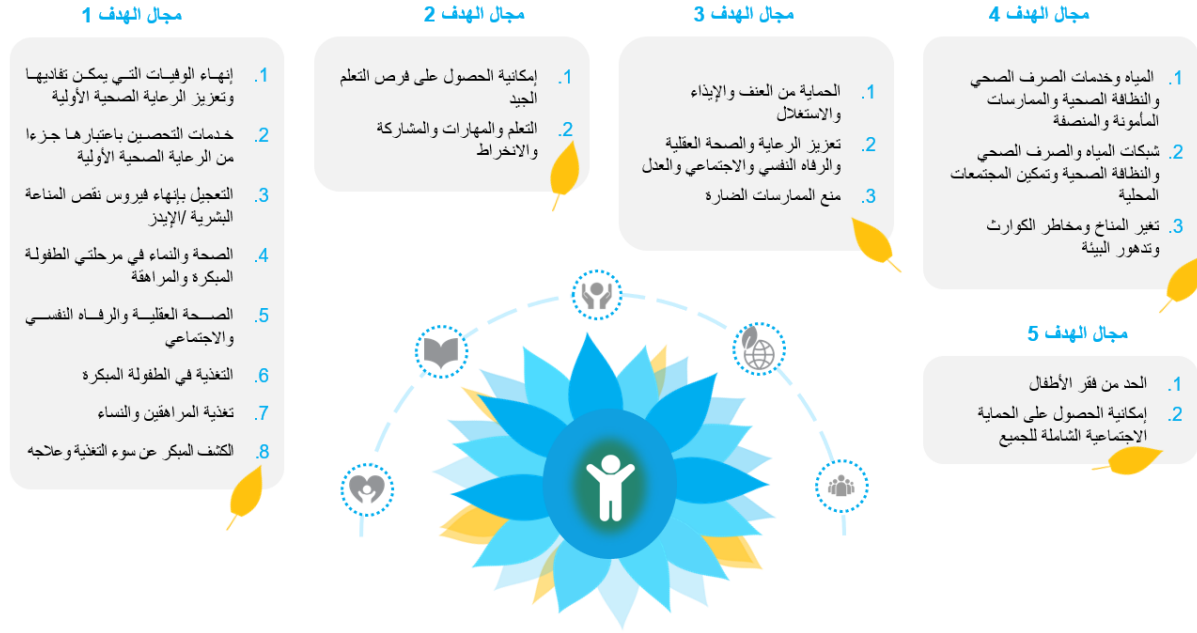 مجال الهدف 1
1. إنهاء الوفيات التي يمكن تفاديها
وتعزيز الرعاية الصحية الأولية
2. خدمات التحصين باعتبارها جزءا
من الرعاية الصحية الأولية
3. التعجيل بإنهاء فيروس نقص المناعة
البشرية /الإيدز
4. الصحة والنماء في مرحلتي الطفولة
المبكرة والمراهقة
5. الصحة العقلية والرفاه النفسي
والاجتماعي
6. التغذية في الطفولة المبكرة
7. تغذية المراهقين والنساء
8. الكشف المبكر عن سوء التغذية وعلاجه
مجال الهدف 2
1. إمكانية الحصول على فرص التعلم
الجيد
2. التعلم والمهارات والمشاركة
والانخراط
مجال الهدف 3
1. الحماية من العنف والإيذاء
والاستغلال
2. تعزيز الرعاية والصحة العقلية
والرفاه النفسي والاجتماعي والعدل
3. منع الممارسات الضارة
مجال الهدف 4
1. المياه وخدمات الصرف الصحي
والنظافة الصحية والممارسات
المأمونة والمنصفة
2. شبكات المياه والصرف الصحي
والنظافة الصحية وتمكين المجتمعات
المحلية
3. تغير المناخ ومخاطر الكوارث
وتدهور البيئة
مجال الهدف 5
1. الحد من فقر الأطفال
2. إمكانية الحصول على الحماية
الاجتماعية الشاملة للجميع